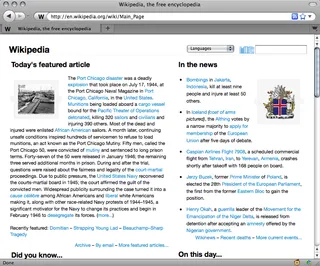 Wikipedia, the free encyclopedia
http://en.wikipedia.org/wiki/Main_Page
Wikipedia, the free encyclopedia
Wikipedia
Languages
Today's featured article
The Port Chicago disaster was a deadly
explosion that took place on July 17, 1944, at
the Port Chicago Naval Magazine in Port
Chicago, California, in the United States.
Munitions being loaded aboard a cargo vessel
bound for the Pacific Theater of Operations
detonated, killing 320 sailors and civilians and
injuring 390 others. Most of the dead and
injured were enlisted African American sailors. A month later, continuing
unsafe conditions inspired hundreds of servicemen to refuse to load
munitions, an act known as the Port Chicago Mutiny. Fifty men, called the
Port Chicago 50, were convicted of mutiny and sentenced to long prison
terms. Forty-seven of the 50 were released in January 1946; the remaining
three served additional months in prison. During and after the trial,
questions were raised about the fairness and legality of the court-martial
proceedings. Due to public pressure, the United States Navy reconvened
the courts-martial board in 1946; the court affirmed the guilt of the
convicted men. Widespread publicity surrounding the case turned it into a
cause célèbre among African Americans and white Americans
making it, along with other race-related Navy protests of 1944–1945, a
significant motivator for the Navy to change its practices and begin in
February 1946 to desegregate its forces. (more...)
Recently featured: Domitian – Strapping Young Lad – Beauchamp–Sharp
Tragedy
Archive – By email – More featured articles...
Did you know...
In the news
Bombings in Jakarta,
Indonesia, kill at least nine
people and injure at least 50
others.
In Iceland (coat of arms
pictured), the Althing votes
by a narrow majority to apply
for membership of the
European Union after five days of debate.
Caspian Airlines Flight 7908, a scheduled commercial
flight from Tehran, Iran, to Yerevan, Armenia, crashes
shortly after takeoff with 168 people on board.
Jerzy Buzek, former Prime Minister of Poland, is
elected the 28th President of the European Parliament,
the first from the former Eastern Bloc to gain the
position.
Henry Okah, a guerrilla leader of the Movement for the
Emancipation of the Niger Delta, is released from
detention after accepting an amnesty offered by the
Nigerian government.
Wikinews – Recent deaths – More current events...
On this day...
Done